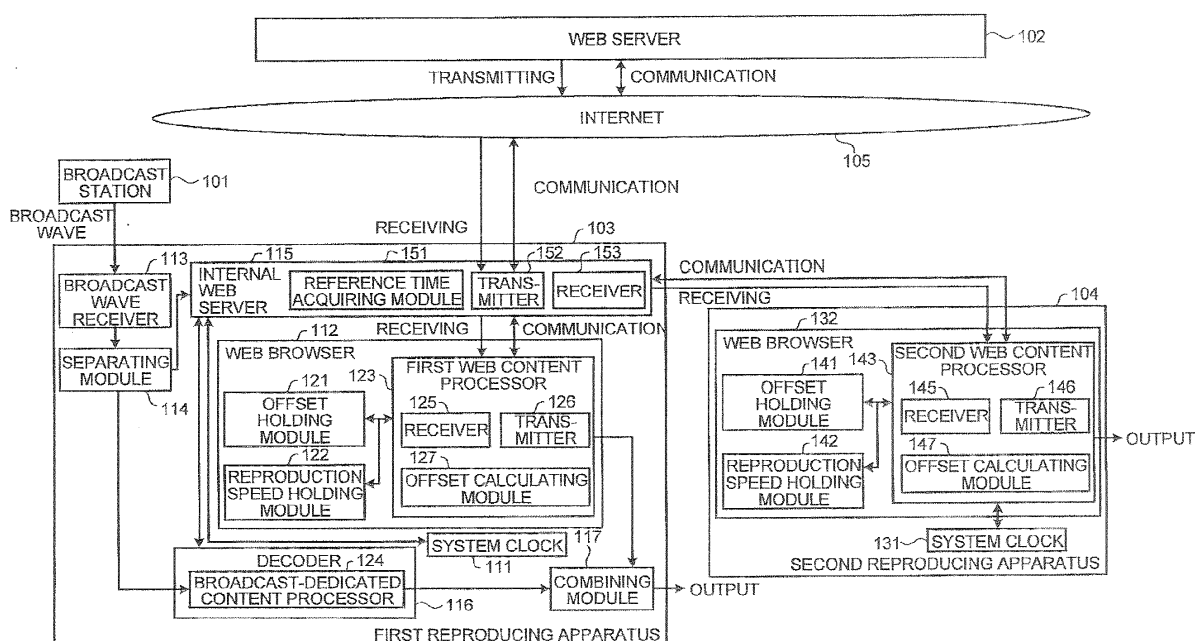 WEB SERVER
102
TRANSMITTING
COMMUNICATION
INTERNET
105
BROADCAST
STATION
101
COMMUNICATION
BROADCAST
WAVE
RECEIVING
103
113
115
151
152
153
BROADCAST
WAVE
RECEIVER
INTERNAL
WEB
SERVER
REFERENCE TIME
ACQUIRING MODULE
TRANS-
MITTER
RECEIVER
COMMUNICATION
RECEIVING
104
SEPARATING
MODULE
114
112
RECEIVING
COMMUNICATION
WEB BROWSER
123
FIRST WEB CONTENT
PROCESSOR
121
OFFSET
HOLDING
MODULE
125
RECEIVER
126
TRANS-
MITTER
122
REPRODUCTION
SPEED HOLDING
MODULE
127
OFFSET CALCULATING
MODULE
132
WEB BROWSER
143
SECOND WEB CONTENT
PROCESSOR
141
OFFSET
HOLDING
MODULE
145
RECEIVER
146
TRANS-
MITTER
142
REPRODUCTION
SPEED HOLDING
MODULE
147
OFFSET CALCULATING
MODULE
OUTPUT
131
SYSTEM CLOCK
SECOND REPRODUCING APPARATUS
SYSTEM CLOCK
111
117
DECODER
124
BROADCAST-DEDICATED
CONTENT PROCESSOR
116
COMBINING
MODULE
OUTPUT
FIRST REPRODUCING APPARATUS